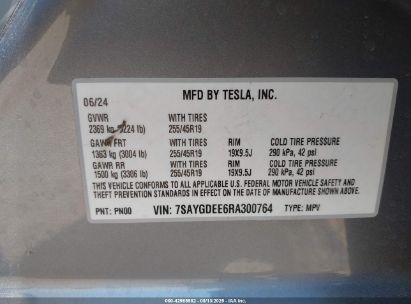 MFD BY TESLA, INC.
06/24
GVWR WITH TIRES
2369 kg (5224 lb) 255/45R19
GAWR FRT WITH TIRES RIM COLD TIRE PRESSURE
1363 kg (3004 lb) 255/45R19 19X9.5J 290 kPa, 42 psi
GAWR RR WITH TIRES RIM COLD TIRE PRESSURE
1500 kg (3306 lb) 255/45R19 19X9.5J 290 kPa, 42 psi
THIS VEHICLE CONFORMS TO ALL APPLICABLE U.S. FEDERAL MOTOR VEHICLE SAFETY AND
THEFT PREVENTION STANDARDS IN EFFECT ON THE DATE OF MANUFACTURE SHOWN ABOVE.
PNT: PN00 VIN: 7SAYGDEE6RA300764 TYPE: MPV